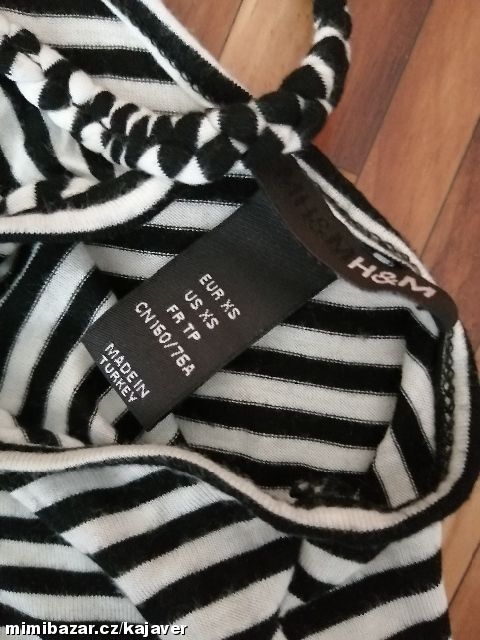 H&M H&M
EUR XS
US XS
FR TP
CN160/76A
MADE IN
TURKEY
mimibazar.cz/kajaver